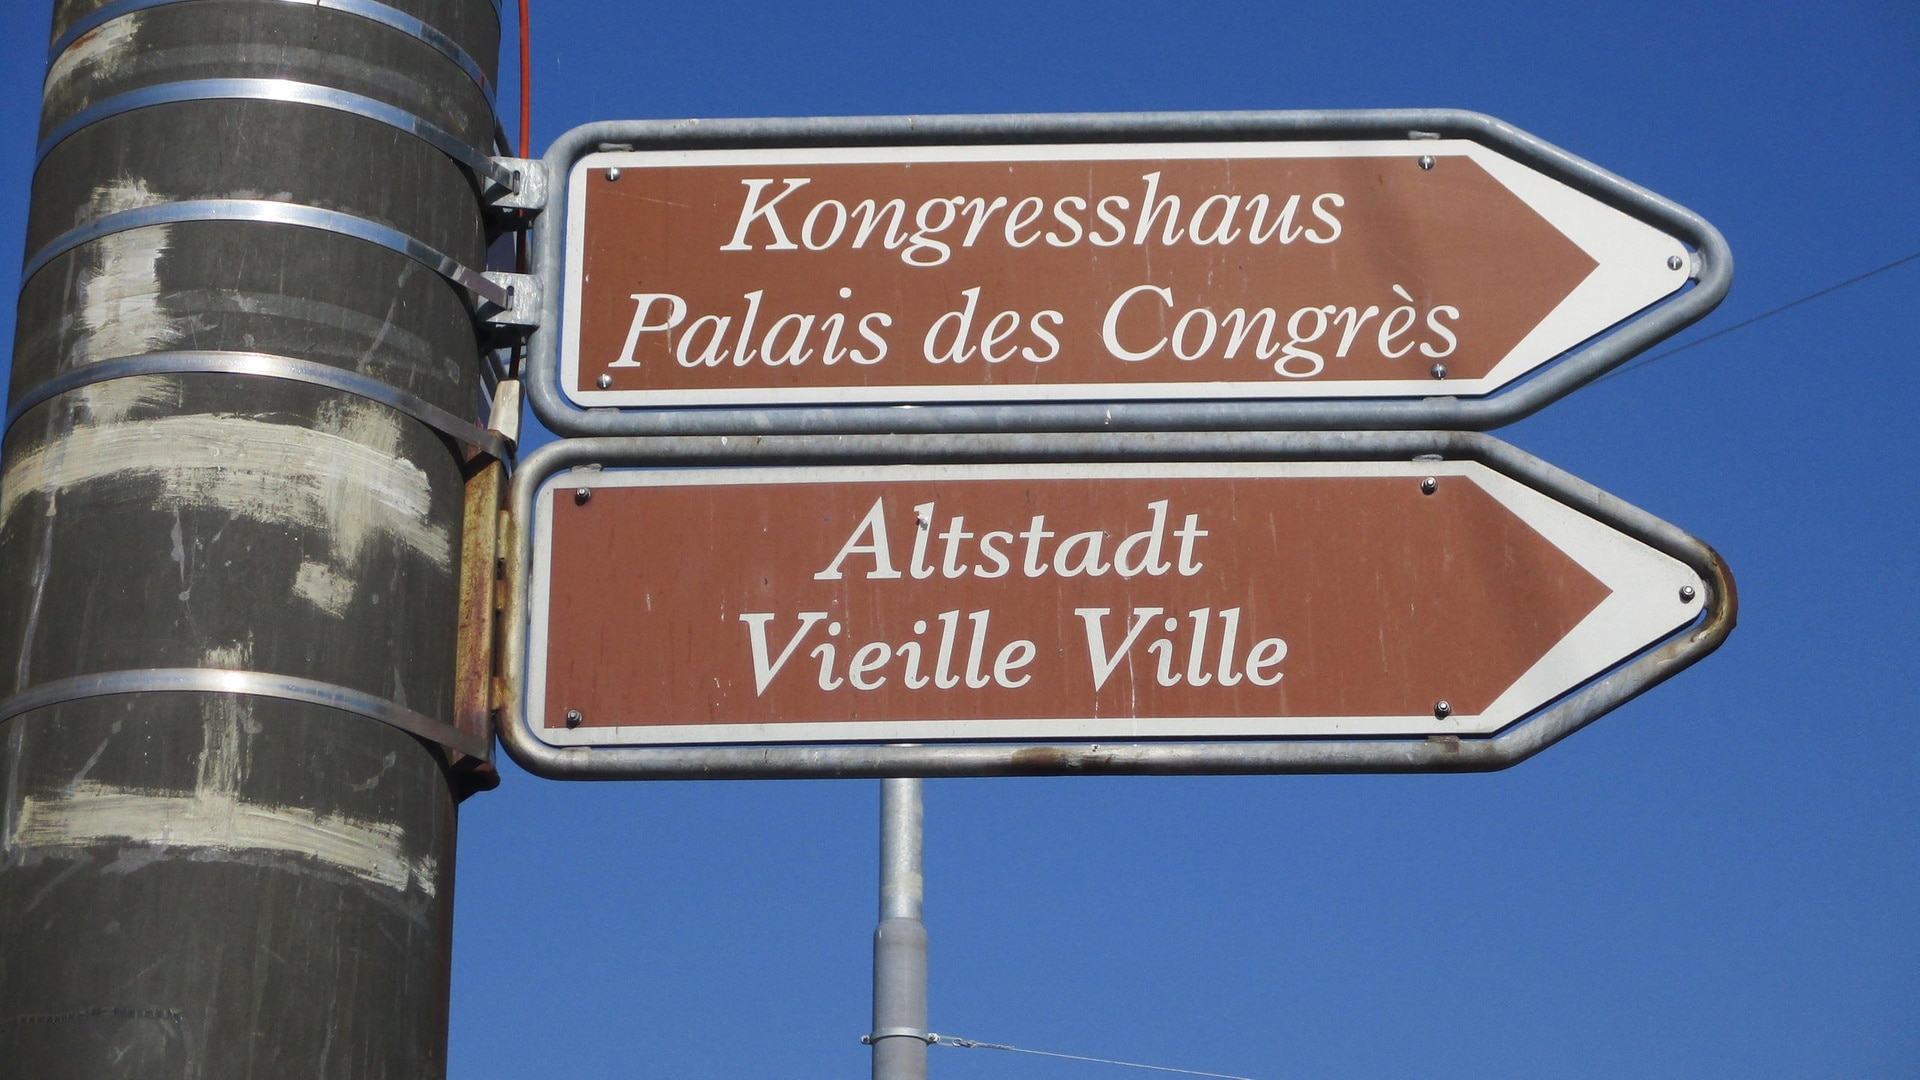 Kongresshaus
Palais des Congrès
Altstadt
Vieille Ville